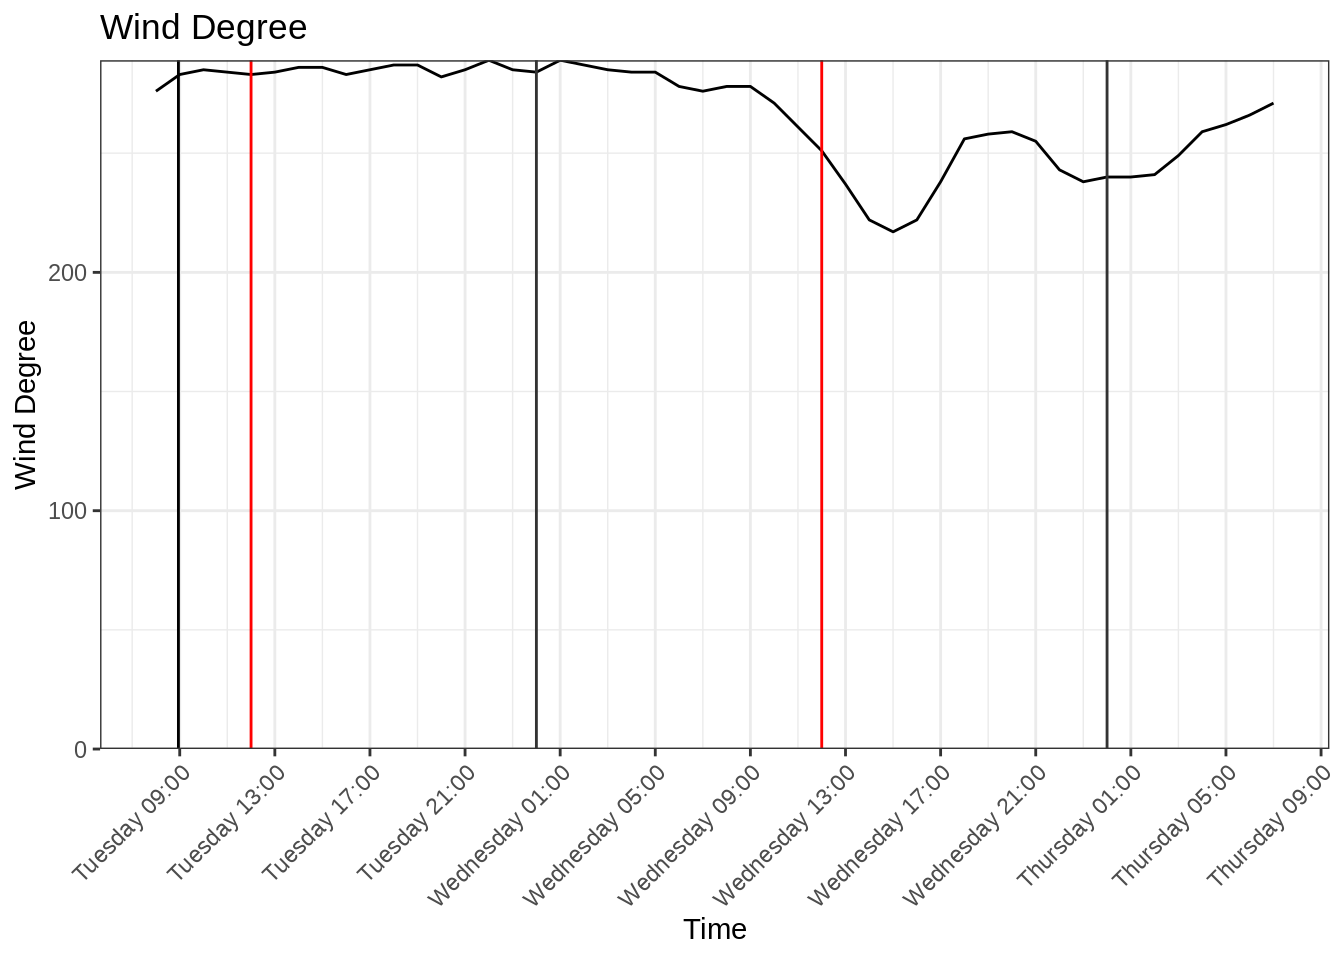 Wind Degree
Wind Degree
200
100
0
Tuesday 09:00
Tuesday 13:00
Tuesday 17:00
Tuesday 21:00
Wednesday 01:00
Wednesday 05:00
Wednesday 09:00
Wednesday 13:00
Wednesday 17:00
Wednesday 21:00
Thursday 01:00
Thursday 05:00
Thursday 09:00
Time